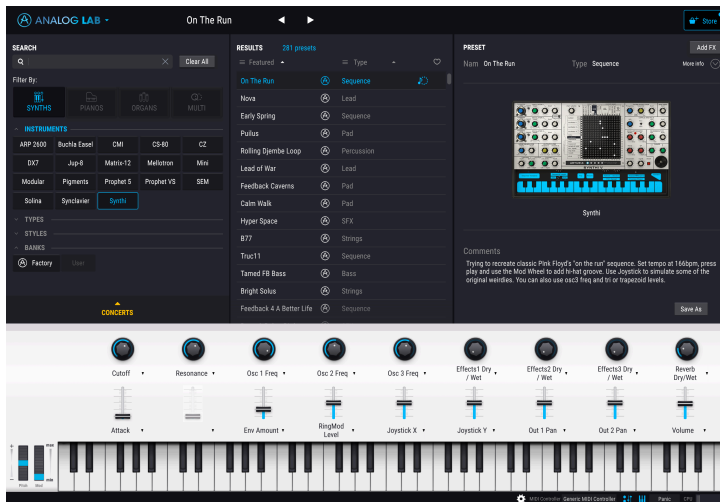 ANALOG LAB
On The Run
Store
SEARCH
Clear All
Filter By:
SYNTHS PIANOS ORGANS MULTI
INSTRUMENTS
ARP 2600 Buchla Easel CMI CS-80 CZ
DX7 Jup-8 Matrix-12 Mellotron Mini
Modular Pigments Prophet 5 Prophet VS SEM
Solina Synclavier Synthi
TYPES
STYLES
BANKS
Factory User
CONCERTS
RESULTS 281 presets
Featured Type
On The Run Sequence
Nova Lead
Early Spring Sequence
Puilus Pad
Rolling Djembe Loop Percussion
Lead of War Lead
Feedback Caverns Pad
Calm Walk Pad
Hyper Space SFX
B77 Strings
Truc11 Sequence
Tamed FB Bass Bass
Bright Solus Strings
Feedback 4 A Better Life Sequence
PRESET Add FX
Nam On The Run Type Sequence More info
Synthi
Comments
Trying to recreate classic Pink Floyd's "on the run" sequence. Set tempo at 166bpm, press
play and use the Mod Wheel to add hi-hat groove. Use Joystick to simulate some of the
original weirdies. You can also use osc3 freq and tri or trapezoid levels.
Save As
Cutoff Resonance Osc 1 Freq Osc 2 Freq Osc 3 Freq Effects1 Dry Effects2 Dry Effects3 Dry Reverb
/ Wet / Wet / Wet Dry/Wet
Attack Env Amount RingMod Joystick X Joystick Y Out 1 Pan Out 2 Pan Volume
Level
max
min
Pitch Mod
MIDI Controller Generic MIDI Controller Panic CPU